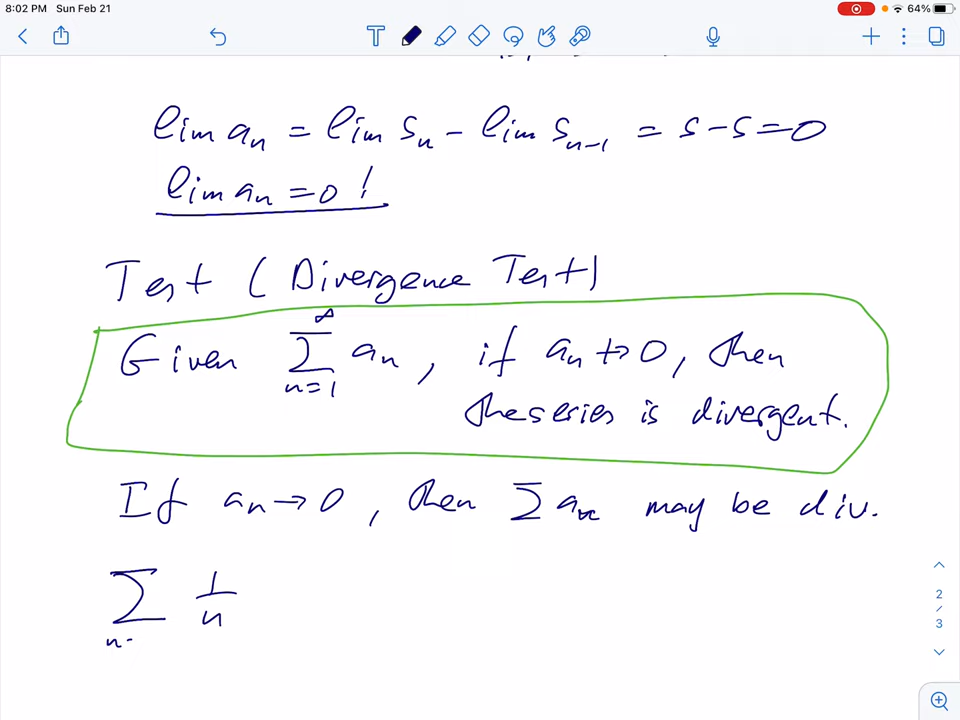 8:02 PM Sun Feb 21 64%
lim aₙ = lim sₙ − lim sₙ₋₁ = s − s = 0
lim aₙ = 0 !
Test (Divergence Test)
Given ∑_{n=1}^{∞} aₙ, if aₙ ↛ 0, then
the series is divergent.
If aₙ → 0, then ∑ aₙ may be div.
∑ 1/n
n=
2
/
3